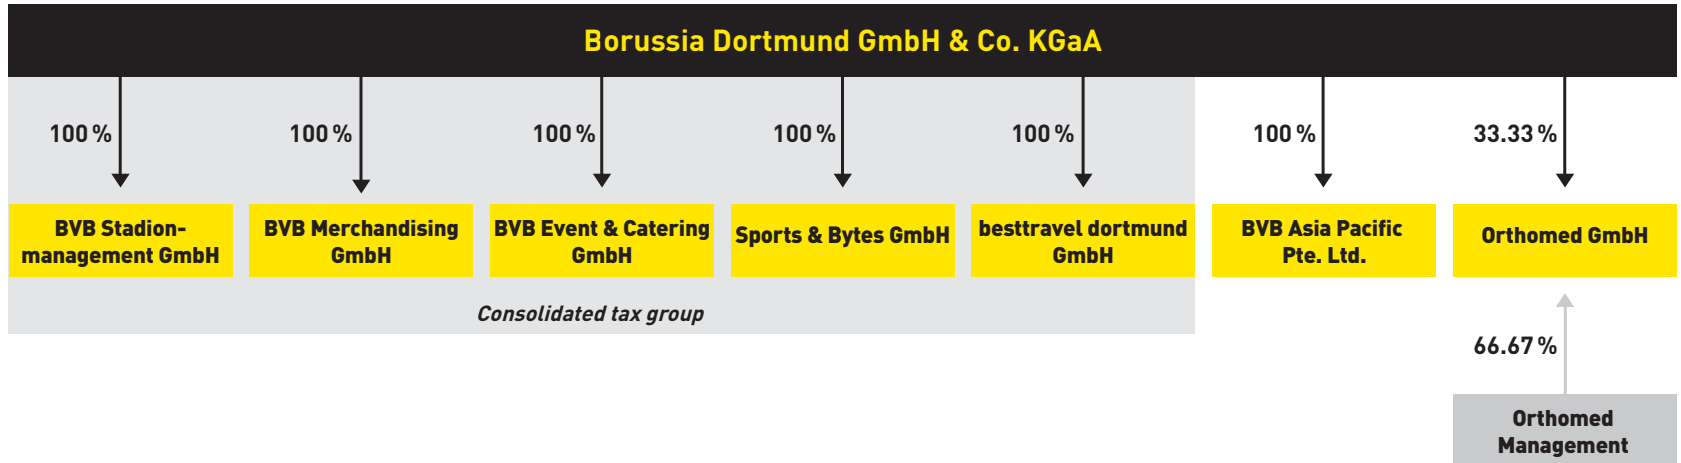 Borussia Dortmund GmbH & Co. KGaA
100 %
100 %
100 %
100 %
100 %
100 %
33.33 %
BVB Stadion-
management GmbH
BVB Merchandising
GmbH
BVB Event & Catering
GmbH
Sports & Bytes GmbH
besttravel dortmund
GmbH
BVB Asia Pacific
Pte. Ltd.
Orthomed GmbH
Consolidated tax group
66.67 %
Orthomed
Management